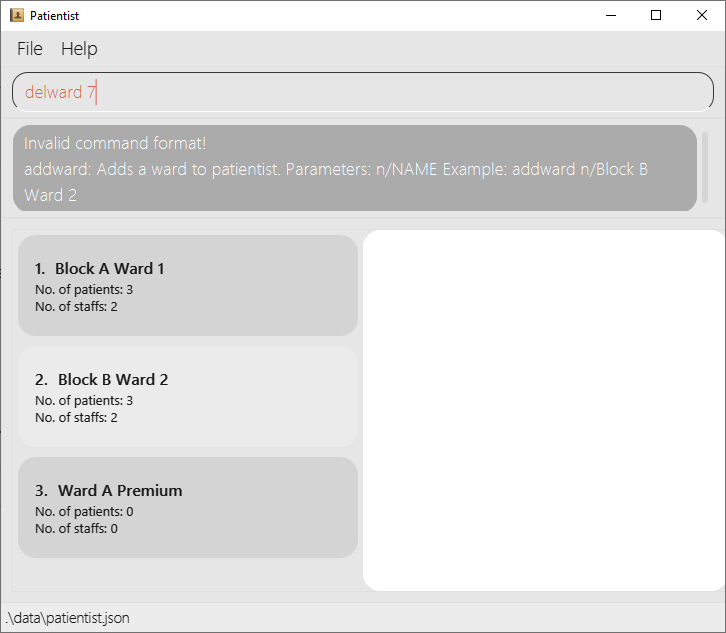 Patientist
File Help
delward 7
Invalid command format!
addward: Adds a ward to patientist. Parameters: n/NAME Example: addward n/Block B
Ward 2
1. Block A Ward 1
No. of patients: 3
No. of staffs: 2
2. Block B Ward 2
No. of patients: 3
No. of staffs: 2
3. Ward A Premium
No. of patients: 0
No. of staffs: 0
.\data\patientist.json